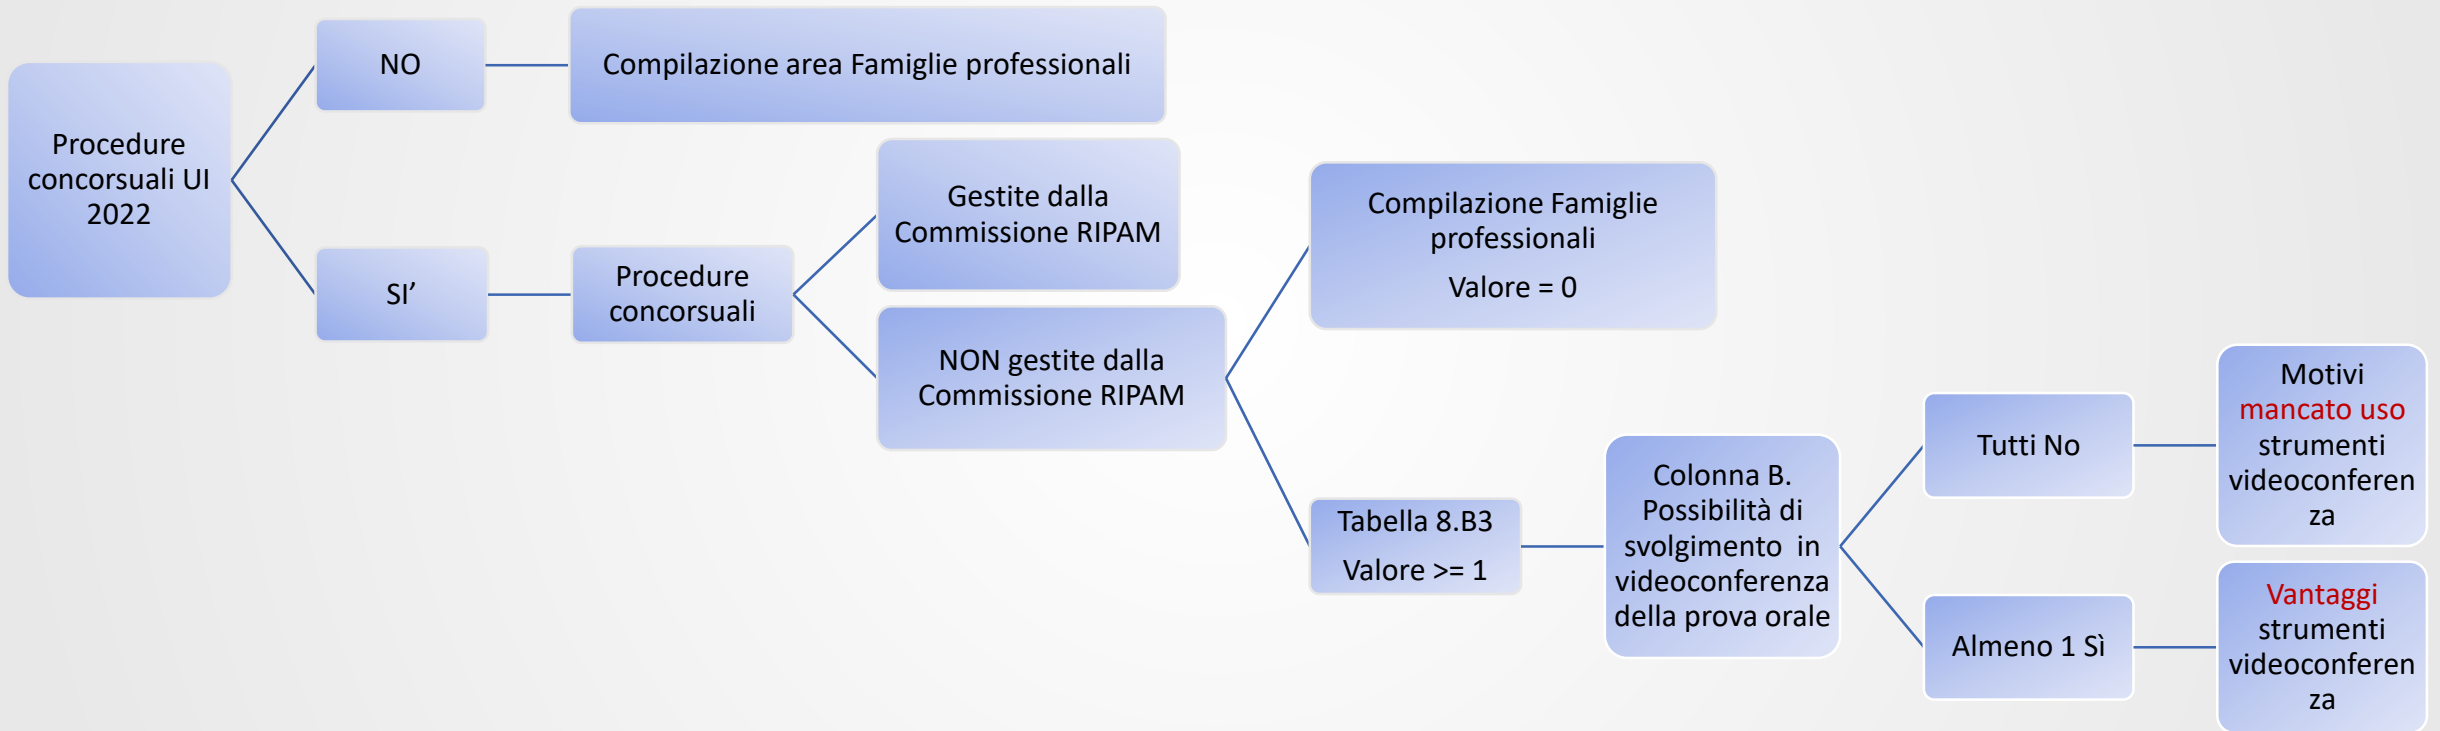 Procedure
concorsuali UI
2022
NO
Compilazione area Famiglie professionali
SI’
Procedure
concorsuali
Gestite dalla
Commissione RIPAM
NON gestite dalla
Commissione RIPAM
Compilazione Famiglie
professionali
Valore = 0
Tabella 8.B3
Valore >= 1
Colonna B.
Possibilità di
svolgimento in
videoconferenza
della prova orale
Tutti No
Motivi
mancato uso
strumenti
videoconferen
za
Almeno 1 Sì
Vantaggi
strumenti
videoconferen
za